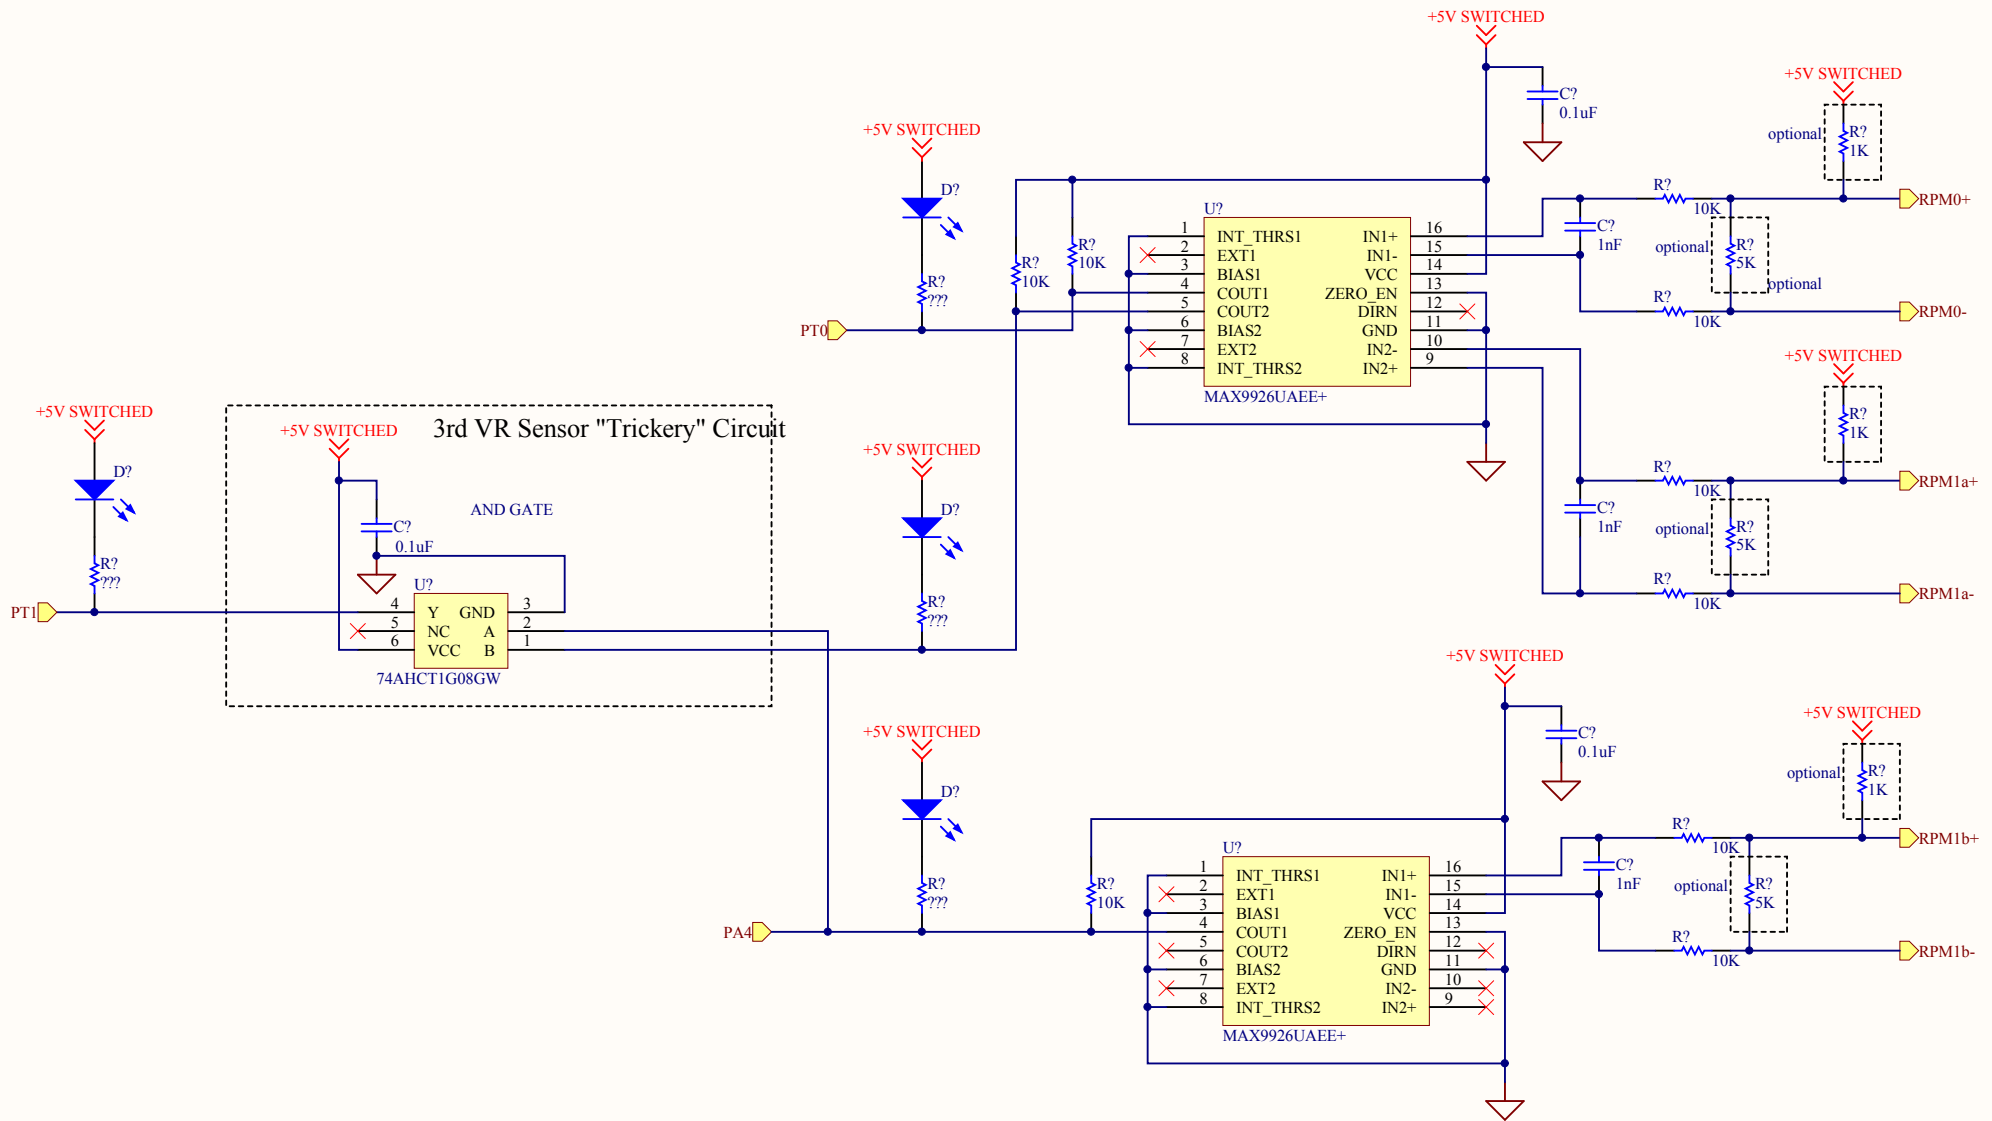 +5V SWITCHED
C?
0.1uF
+5V SWITCHED
optional
R?
1K
+5V SWITCHED
D?
R?
???
PT0
R?
10K
R?
10K
U?
1 INT_THRS1 IN1+ 16
2 EXT1 IN1- 15
3 BIAS1 VCC 14
4 COUT1 ZERO_EN 13
5 COUT2 DIRN 12
6 BIAS2 GND 11
7 EXT2 IN2- 10
8 INT_THRS2 IN2+ 9
MAX9926UAEE+
C?
1nF
R?
10K
optional
R?
5K
optional
R?
10K
RPM0+
RPM0-
+5V SWITCHED
R?
1K
R?
10K
C?
1nF
optional
R?
5K
R?
10K
RPM1a+
RPM1a-
+5V SWITCHED
D?
R?
???
PT1
3rd VR Sensor "Trickery" Circuit
+5V SWITCHED
AND GATE
C?
0.1uF
U?
4 Y GND 3
5 NC A 2
6 VCC B 1
74AHCT1G08GW
+5V SWITCHED
D?
R?
???
+5V SWITCHED
D?
R?
???
PA4
R?
10K
+5V SWITCHED
C?
0.1uF
U?
1 INT_THRS1 IN1+ 16
2 EXT1 IN1- 15
3 BIAS1 VCC 14
4 COUT1 ZERO_EN 13
5 COUT2 DIRN 12
6 BIAS2 GND 11
7 EXT2 IN2- 10
8 INT_THRS2 IN2+ 9
MAX9926UAEE+
+5V SWITCHED
optional
R?
1K
R?
10K
C?
1nF
optional
R?
5K
R?
10K
RPM1b+
RPM1b-